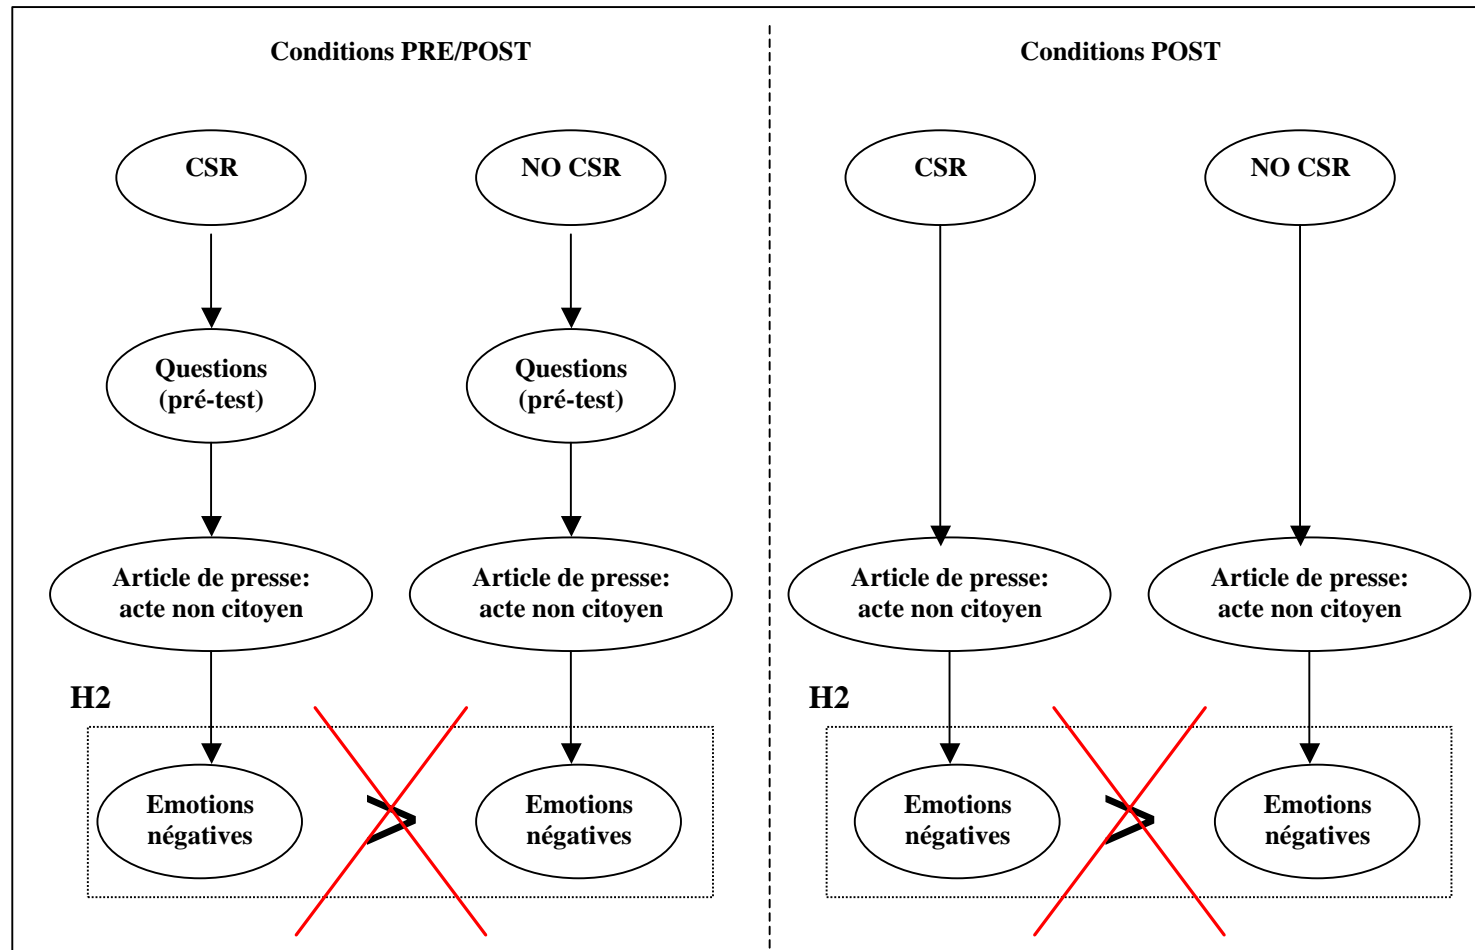 Conditions PRE/POST
Conditions POST
CSR
NO CSR
CSR
NO CSR
Questions
(pré-test)
Questions
(pré-test)
Article de presse:
acte non citoyen
Article de presse:
acte non citoyen
Article de presse:
acte non citoyen
Article de presse:
acte non citoyen
H2
H2
Emotions
négatives
>
Emotions
négatives
Emotions
négatives
>
Emotions
négatives